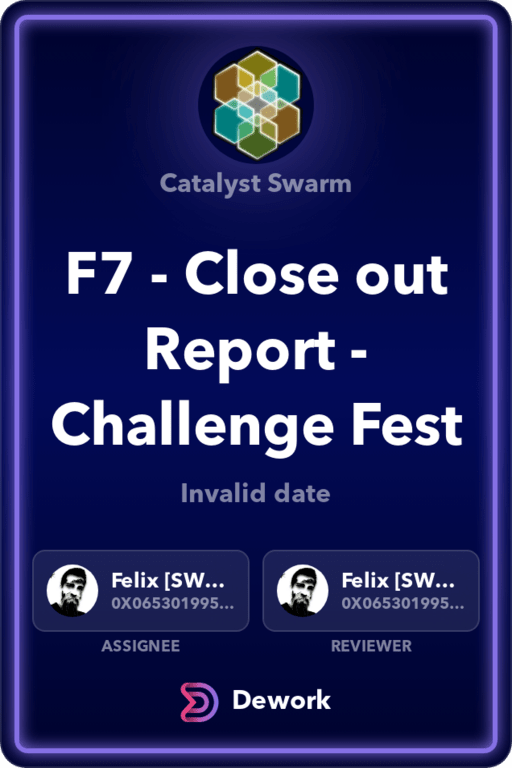 Catalyst Swarm
F7 - Close out
Report -
Challenge Fest
Invalid date
Felix [SW...
0X065301995...
ASSIGNEE
Felix [SW...
0X065301995...
REVIEWER
Dework